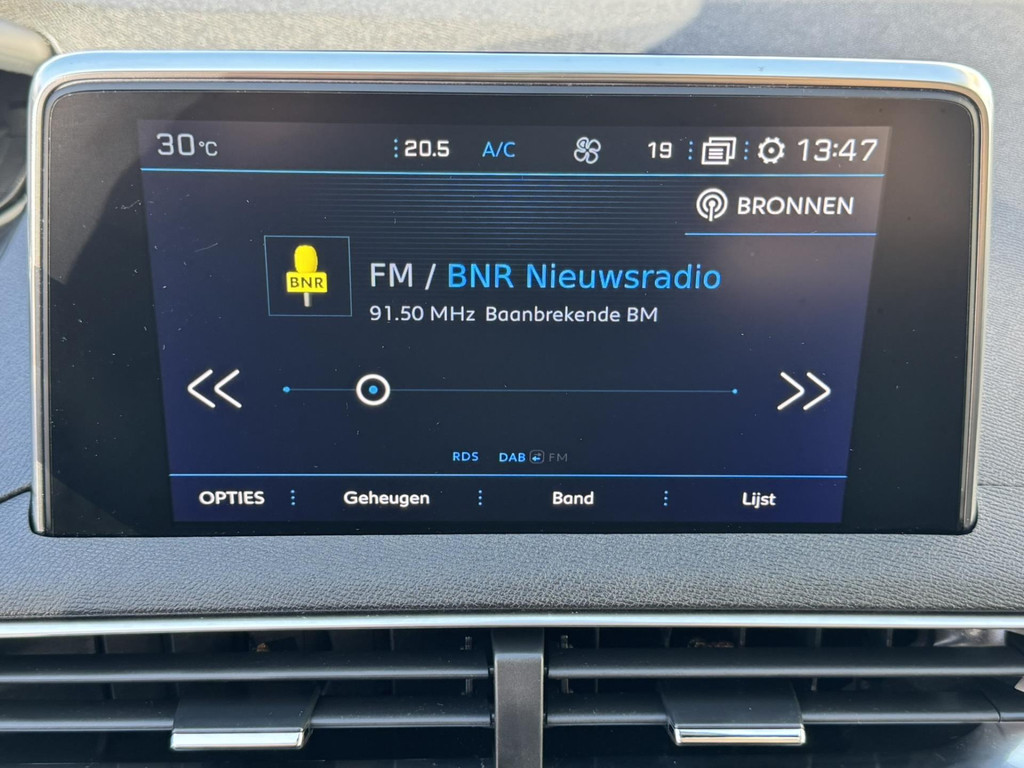 30°C 20.5 A/C 19 13:47
BRONNEN
BNR
FM / BNR Nieuwsradio
91.50 MHz Baanbrekende BM
RDS DAB FM
OPTIES Geheugen Band Lijst